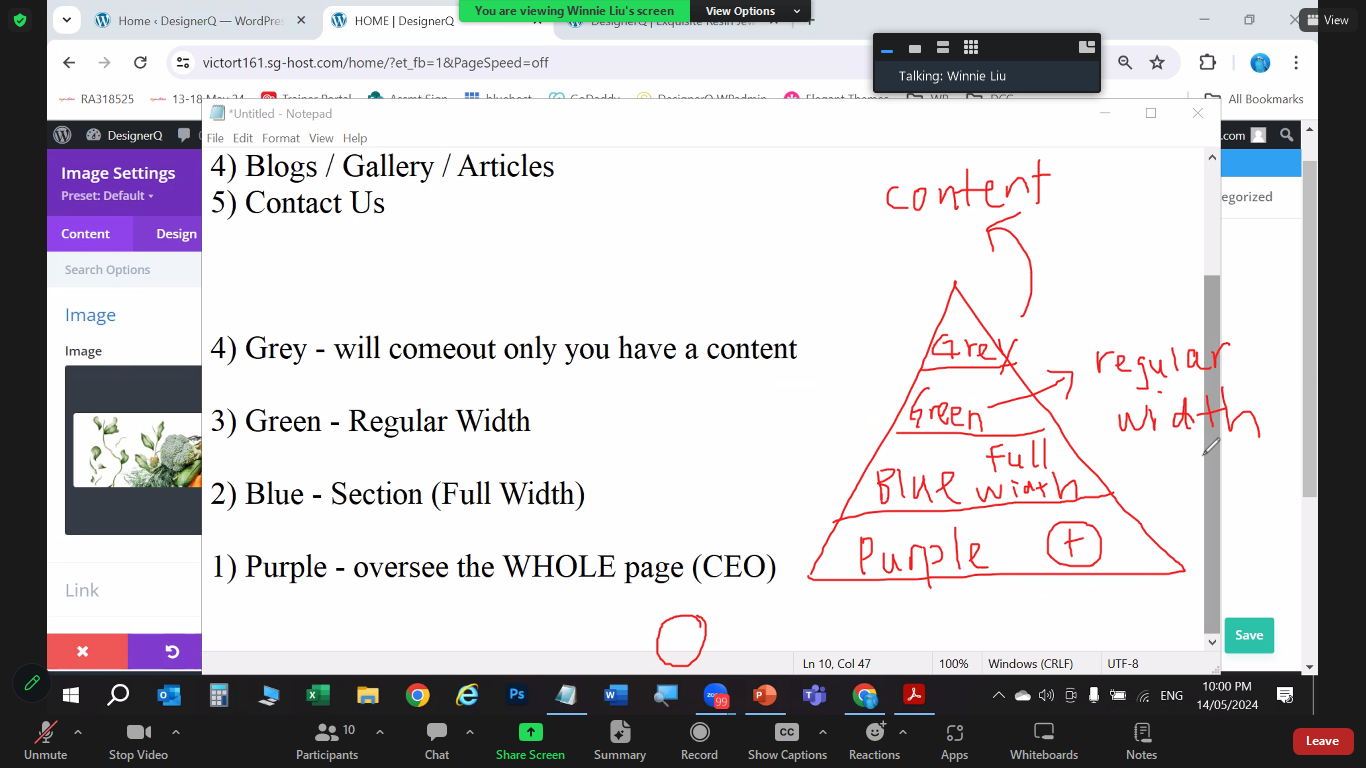 You are viewing Winnie Liu's screen
View Options
View
Home ‹ DesignerQ — WordPres
HOME | DesignerQ
DesignerQ | Exquisite Resin Je
victort161.sg-host.com/home/?et_fb=1&PageSpeed=off
Talking: Winnie Liu
RA318525
13-18 May 24
Trainer Portal
Assmt Sign
bluehost
GoDaddy
DesignerQ WPadmin
Elegant Themes
All Bookmarks
DesignerQ
.com
*Untitled - Notepad
File Edit Format View Help
Image Settings
Preset: Default
Content
Design
Search Options
Image
Image
Link
egorized
4) Blogs / Gallery / Articles
5) Contact Us
4) Grey - will comeout only you have a content
3) Green - Regular Width
2) Blue - Section (Full Width)
1) Purple - oversee the WHOLE page (CEO)
content
Grey
Green
regular
width
Full
Blue width
Purple +
Save
Ln 10, Col 47
100%
Windows (CRLF)
UTF-8
99
ENG
10:00 PM
14/05/2024
Unmute
Stop Video
10
Participants
Chat
Share Screen
Summary
Record
CC
Show Captions
Reactions
Apps
Whiteboards
Notes
Leave